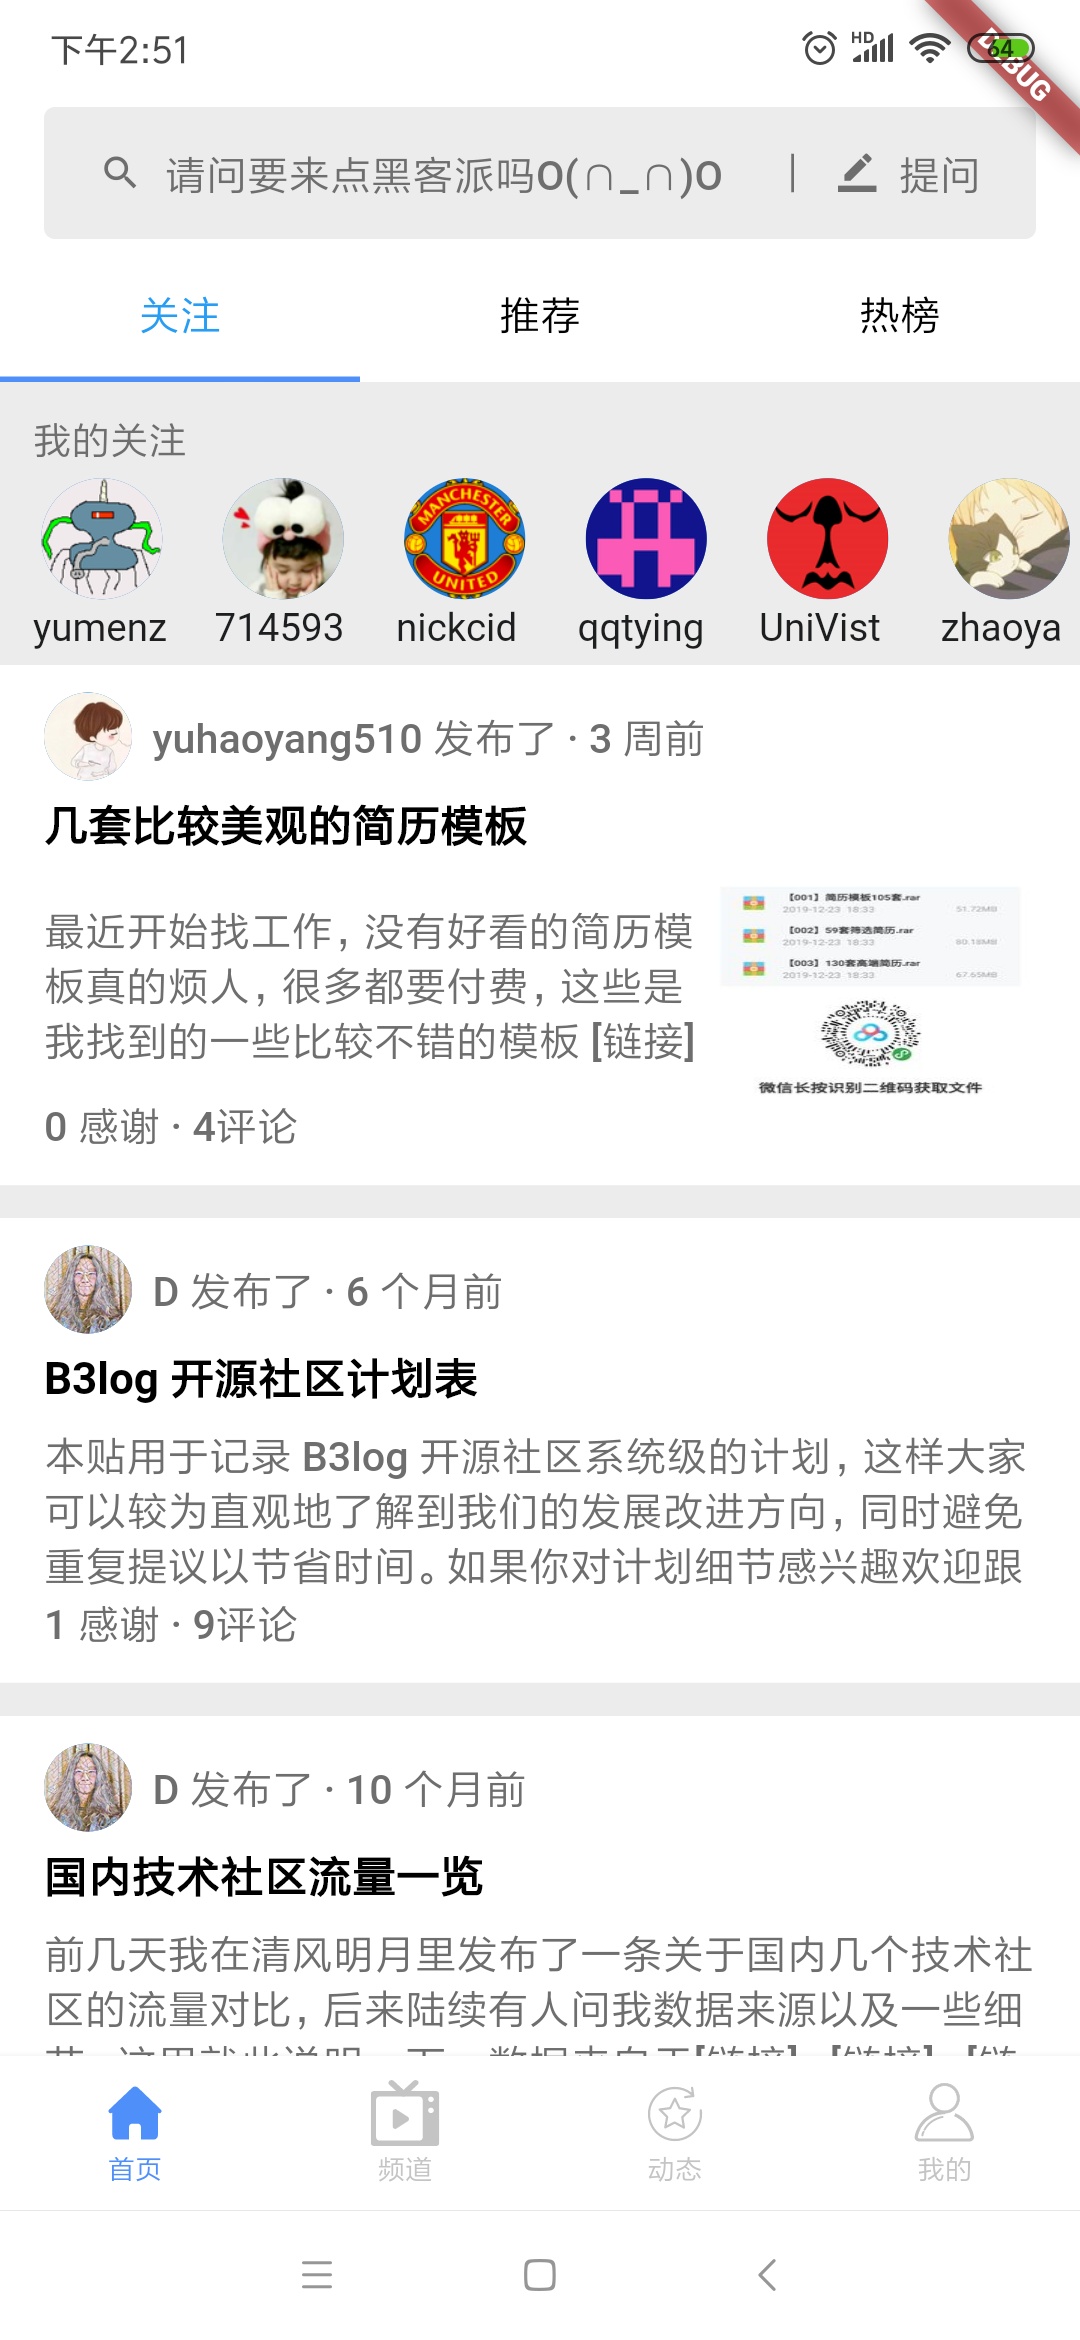 下午2:51
HD
64
DEBUG
请问要来点黑客派吗O(∩_∩)O
提问
关注
推荐
热榜
我的关注
MANCHESTER
UNITED
yumenz
714593
nickcid
qqtying
UniVist
zhaoya
yuhaoyang510 发布了 · 3 周前
几套比较美观的简历模板
最近开始找工作，没有好看的简历模
板真的烦人，很多都要付费，这些是
我找到的一些比较不错的模板 [链接]
【001】简历模板105套.rar
2019-12-23 18:33 51.72MB
【002】59套筛选简历.rar
2019-12-23 18:33 80.18MB
【003】130套高端简历.rar
2019-12-23 18:33 67.65MB
微信长按识别二维码获取文件
0 感谢 · 4评论
D 发布了 · 6 个月前
B3log 开源社区计划表
本贴用于记录 B3log 开源社区系统级的计划，这样大家
可以较为直观地了解到我们的发展改进方向，同时避免
重复提议以节省时间。如果你对计划细节感兴趣欢迎跟
1 感谢 · 9评论
D 发布了 · 10 个月前
国内技术社区流量一览
前几天我在清风明月里发布了一条关于国内几个技术社
区的流量对比，后来陆续有人问我数据来源以及一些细
首页
频道
动态
我的